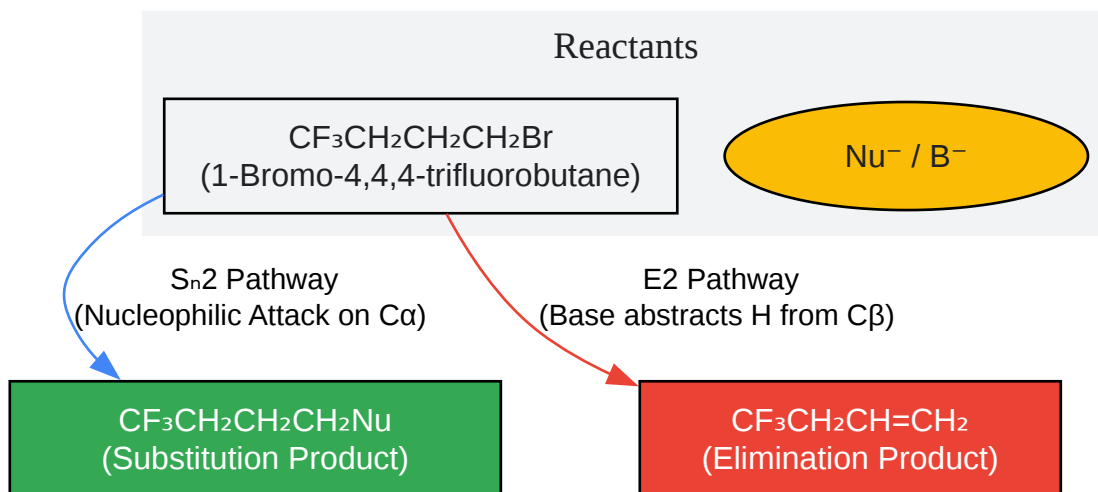 Reactants
CF₃CH₂CH₂CH₂Br
(1-Bromo-4,4,4-trifluorobutane)
Nu⁻ / B⁻
Sₙ2 Pathway
(Nucleophilic Attack on Cα)
E2 Pathway
(Base abstracts H from Cβ)
CF₃CH₂CH₂CH₂Nu
(Substitution Product)
CF₃CH₂CH=CH₂
(Elimination Product)